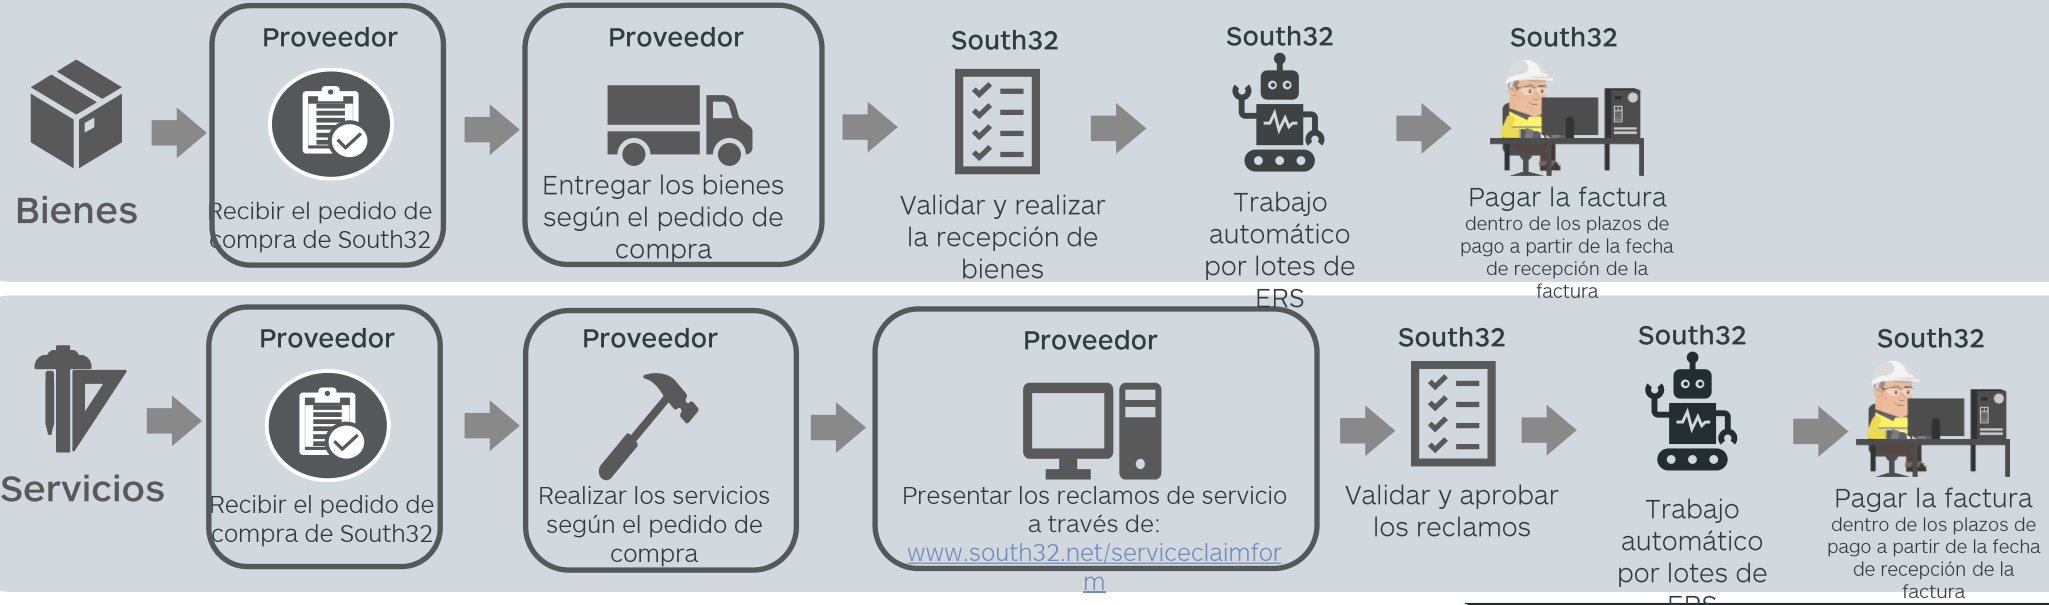 Bienes
Proveedor
Recibir el pedido de
compra de South32
Proveedor
Entregar los bienes
según el pedido de
compra
South32
Validar y realizar
la recepción de
bienes
South32
Trabajo
automático
por lotes de
ERS
South32
Pagar la factura
dentro de los plazos de
pago a partir de la fecha
de recepción de la
factura
Servicios
Proveedor
Recibir el pedido de
compra de South32
Proveedor
Realizar los servicios
según el pedido de
compra
Proveedor
Presentar los reclamos de servicio
a través de:
www.south32.net/serviceclaimfor
m
South32
Validar y aprobar
los reclamos
South32
Trabajo
automático
por lotes de
ERS
South32
Pagar la factura
dentro de los plazos de
pago a partir de la fecha
de recepción de la
factura